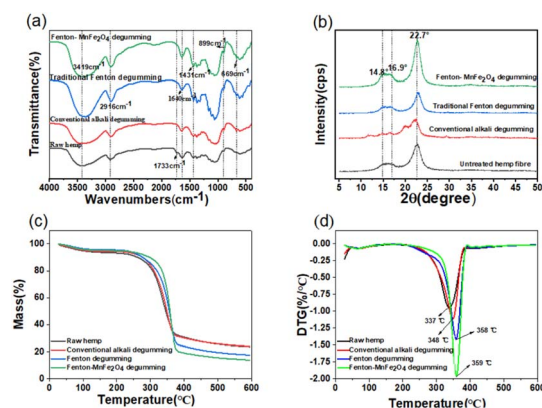 (a)
Fenton- MnFe2O4 degumming
899cm-1
3419cm-1
1431cm-1
669cm-1
Traditional Fenton degumming
2916cm-1
1640cm-1
Conventional alkali degumming
Raw hemp
1733cm-1
Transmittance(%)
4000 3500 3000 2500 2000 1500 1000 500
Wavenumbers(cm-1)
(b)
22.7°
14.8°
16.9°
Fenton- MnFe2O4 degumming
Traditional Fenton degumming
Conventional alkali degumming
Untreated hemp fibre
Intensity(cps)
5 10 15 20 25 30 35 40 45 50
2θ(degree)
(c)
100
80
60
40
20
0
Mass(%)
Raw hemp
Conventional alkali degumming
Fenton degumming
Fenton-MnFe2O4 degumming
0 100 200 300 400 500 600
Temperature(°C)
(d)
0.00
-0.25
-0.50
-0.75
-1.00
-1.25
-1.50
-1.75
-2.00
DTG(%/°C)
337 ℃
348 ℃
358 ℃
359 ℃
Raw hemp
Conventional alkali degumming
Fenton degumming
Fenton-MnFe2O4 degumming
0 100 200 300 400 500 600
Temperature(°C)